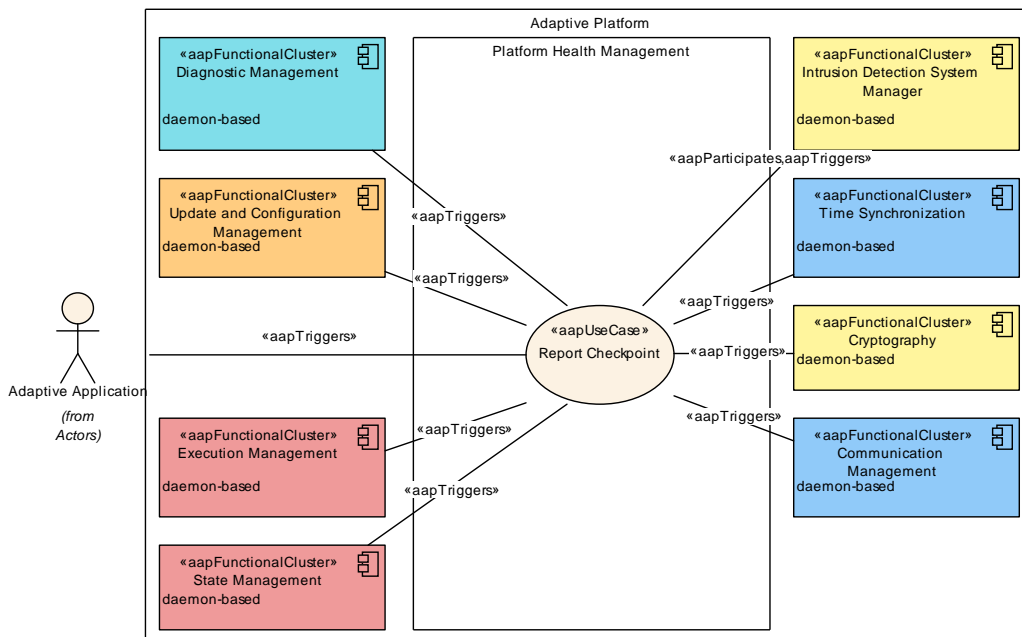 Adaptive Platform
Platform Health Management
«aapFunctionalCluster»
Diagnostic Management
daemon-based
«aapFunctionalCluster»
Intrusion Detection System
Manager
daemon-based
«aapParticipates,aapTriggers»
«aapFunctionalCluster»
Update and Configuration
Management
daemon-based
«aapTriggers»
«aapFunctionalCluster»
Time Synchronization
daemon-based
«aapTriggers»
«aapTriggers»
«aapUseCase»
Report Checkpoint
«aapTriggers»
«aapFunctionalCluster»
Cryptography
daemon-based
«aapTriggers»
Adaptive Application
(from
Actors)
«aapTriggers»
«aapFunctionalCluster»
Execution Management
daemon-based
«aapTriggers»
«aapTriggers»
«aapFunctionalCluster»
Communication
Management
daemon-based
«aapTriggers»
«aapFunctionalCluster»
State Management
daemon-based